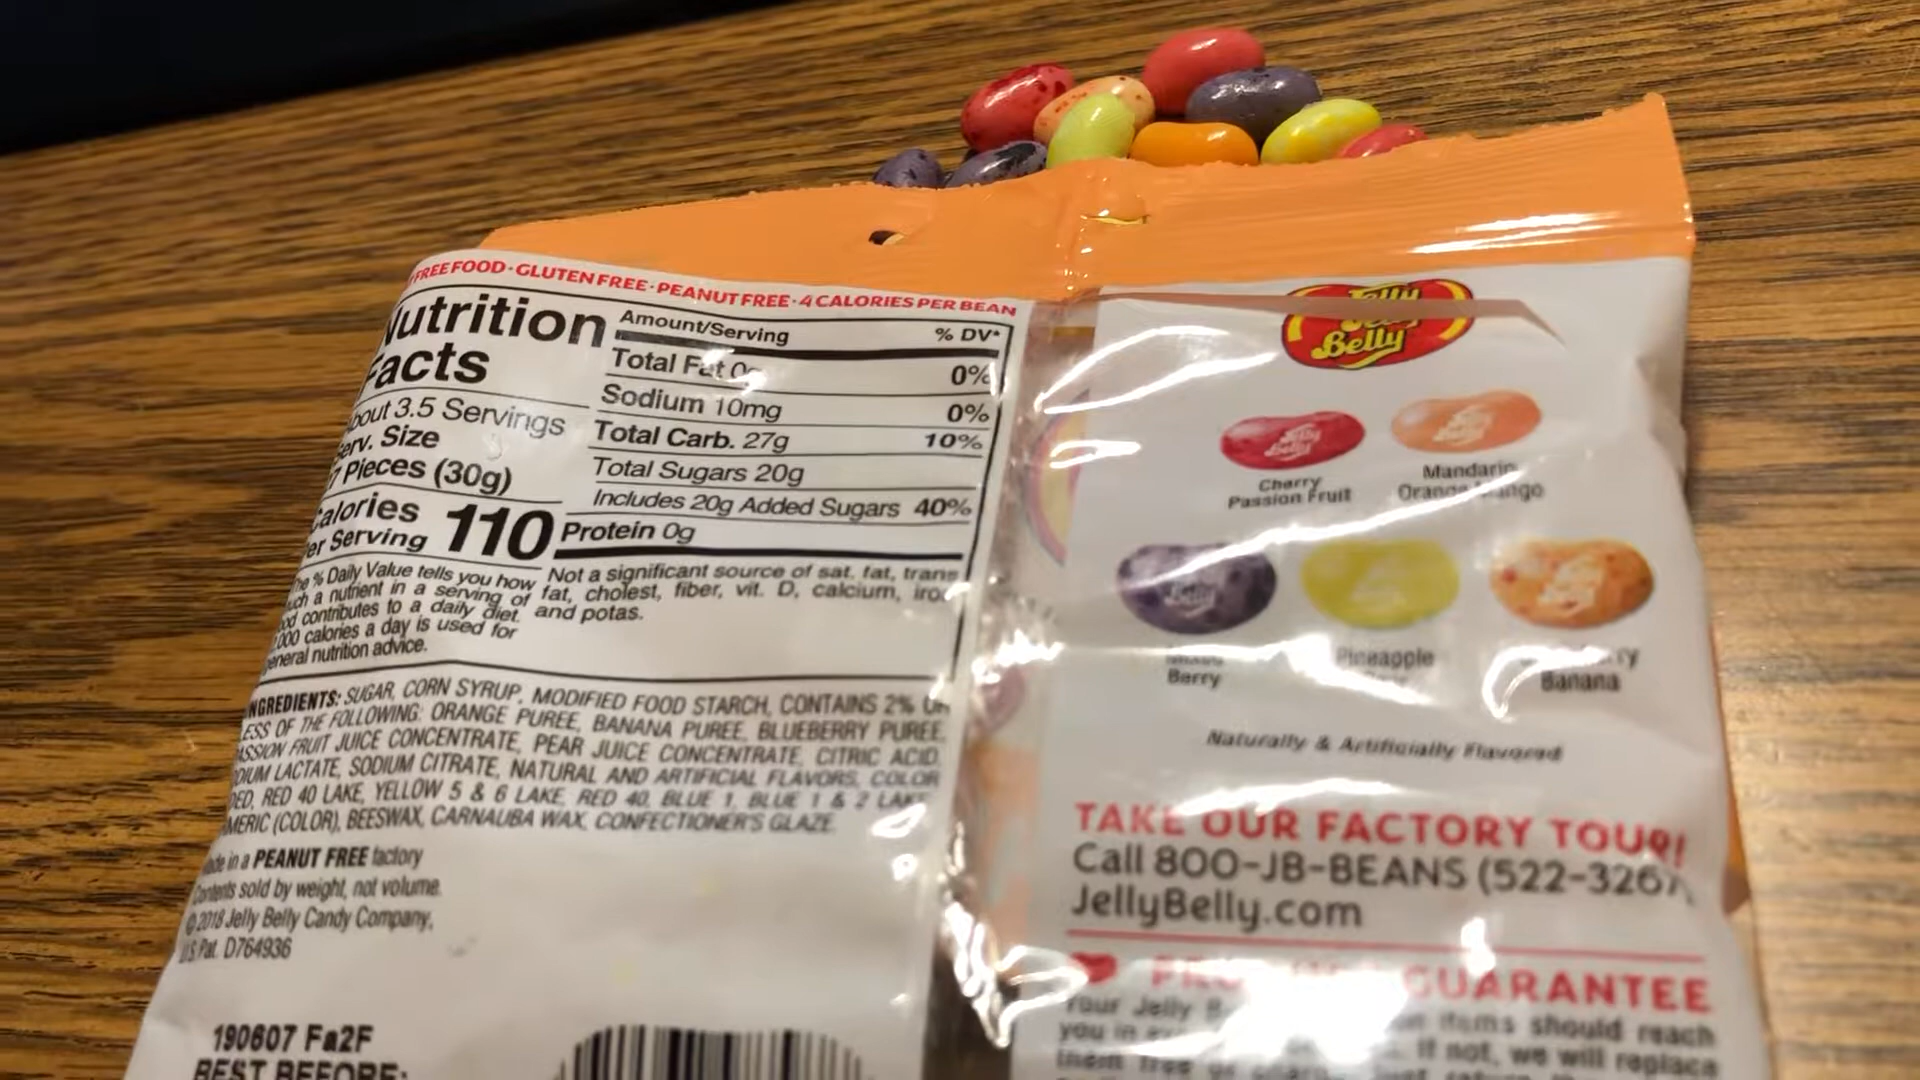 FREE FOOD · GLUTEN FREE · PEANUT FREE · 4 CALORIES PER BEAN
Nutrition
Facts
About 3.5 Servings
Serv. Size
7 Pieces (30g)
Calories
Per Serving 110
Amount/Serving % DV*
Total Fat 0g 0%
Sodium 10mg 0%
Total Carb. 27g 10%
Total Sugars 20g
Includes 20g Added Sugars 40%
Protein 0g
The % Daily Value tells you how
much a nutrient in a serving of
food contributes to a daily diet.
2,000 calories a day is used for
general nutrition advice.
Not a significant source of sat. fat, trans
fat, cholest, fiber, vit. D, calcium, iron
and potas.
INGREDIENTS: SUGAR, CORN SYRUP, MODIFIED FOOD STARCH, CONTAINS 2% OR
LESS OF THE FOLLOWING: ORANGE PUREE, BANANA PUREE, BLUEBERRY PUREE,
PASSION FRUIT JUICE CONCENTRATE, PEAR JUICE CONCENTRATE, CITRIC ACID,
SODIUM LACTATE, SODIUM CITRATE, NATURAL AND ARTIFICIAL FLAVORS, COLOR
ADDED, RED 40 LAKE, YELLOW 5 & 6 LAKE, RED 40, BLUE 1, BLUE 1 & 2 LAKE,
TURMERIC (COLOR), BEESWAX, CARNAUBA WAX, CONFECTIONER'S GLAZE.
Made in a PEANUT FREE factory
Contents sold by weight, not volume.
© 2018 Jelly Belly Candy Company,
U.S. Pat. D764936
190607 Fa2F
BEST BEFORE:
Jelly
Belly
Cherry
Passion Fruit
Mandarin
Orange Mango
Mixed
Berry
Pineapple
Banana
Naturally & Artificially Flavored
TAKE OUR FACTORY TOUR!
Call 800-JB-BEANS (522-3267)
JellyBelly.com
GUARANTEE
Your Jelly items should reach
you in If not, we will replace
them free of